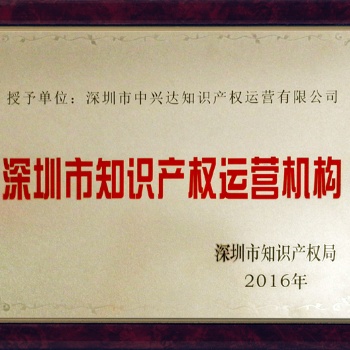 授予单位：深圳市中兴达知识产权运营有限公司
深圳市知识产权运营机构
深圳市知识产权局
2016年